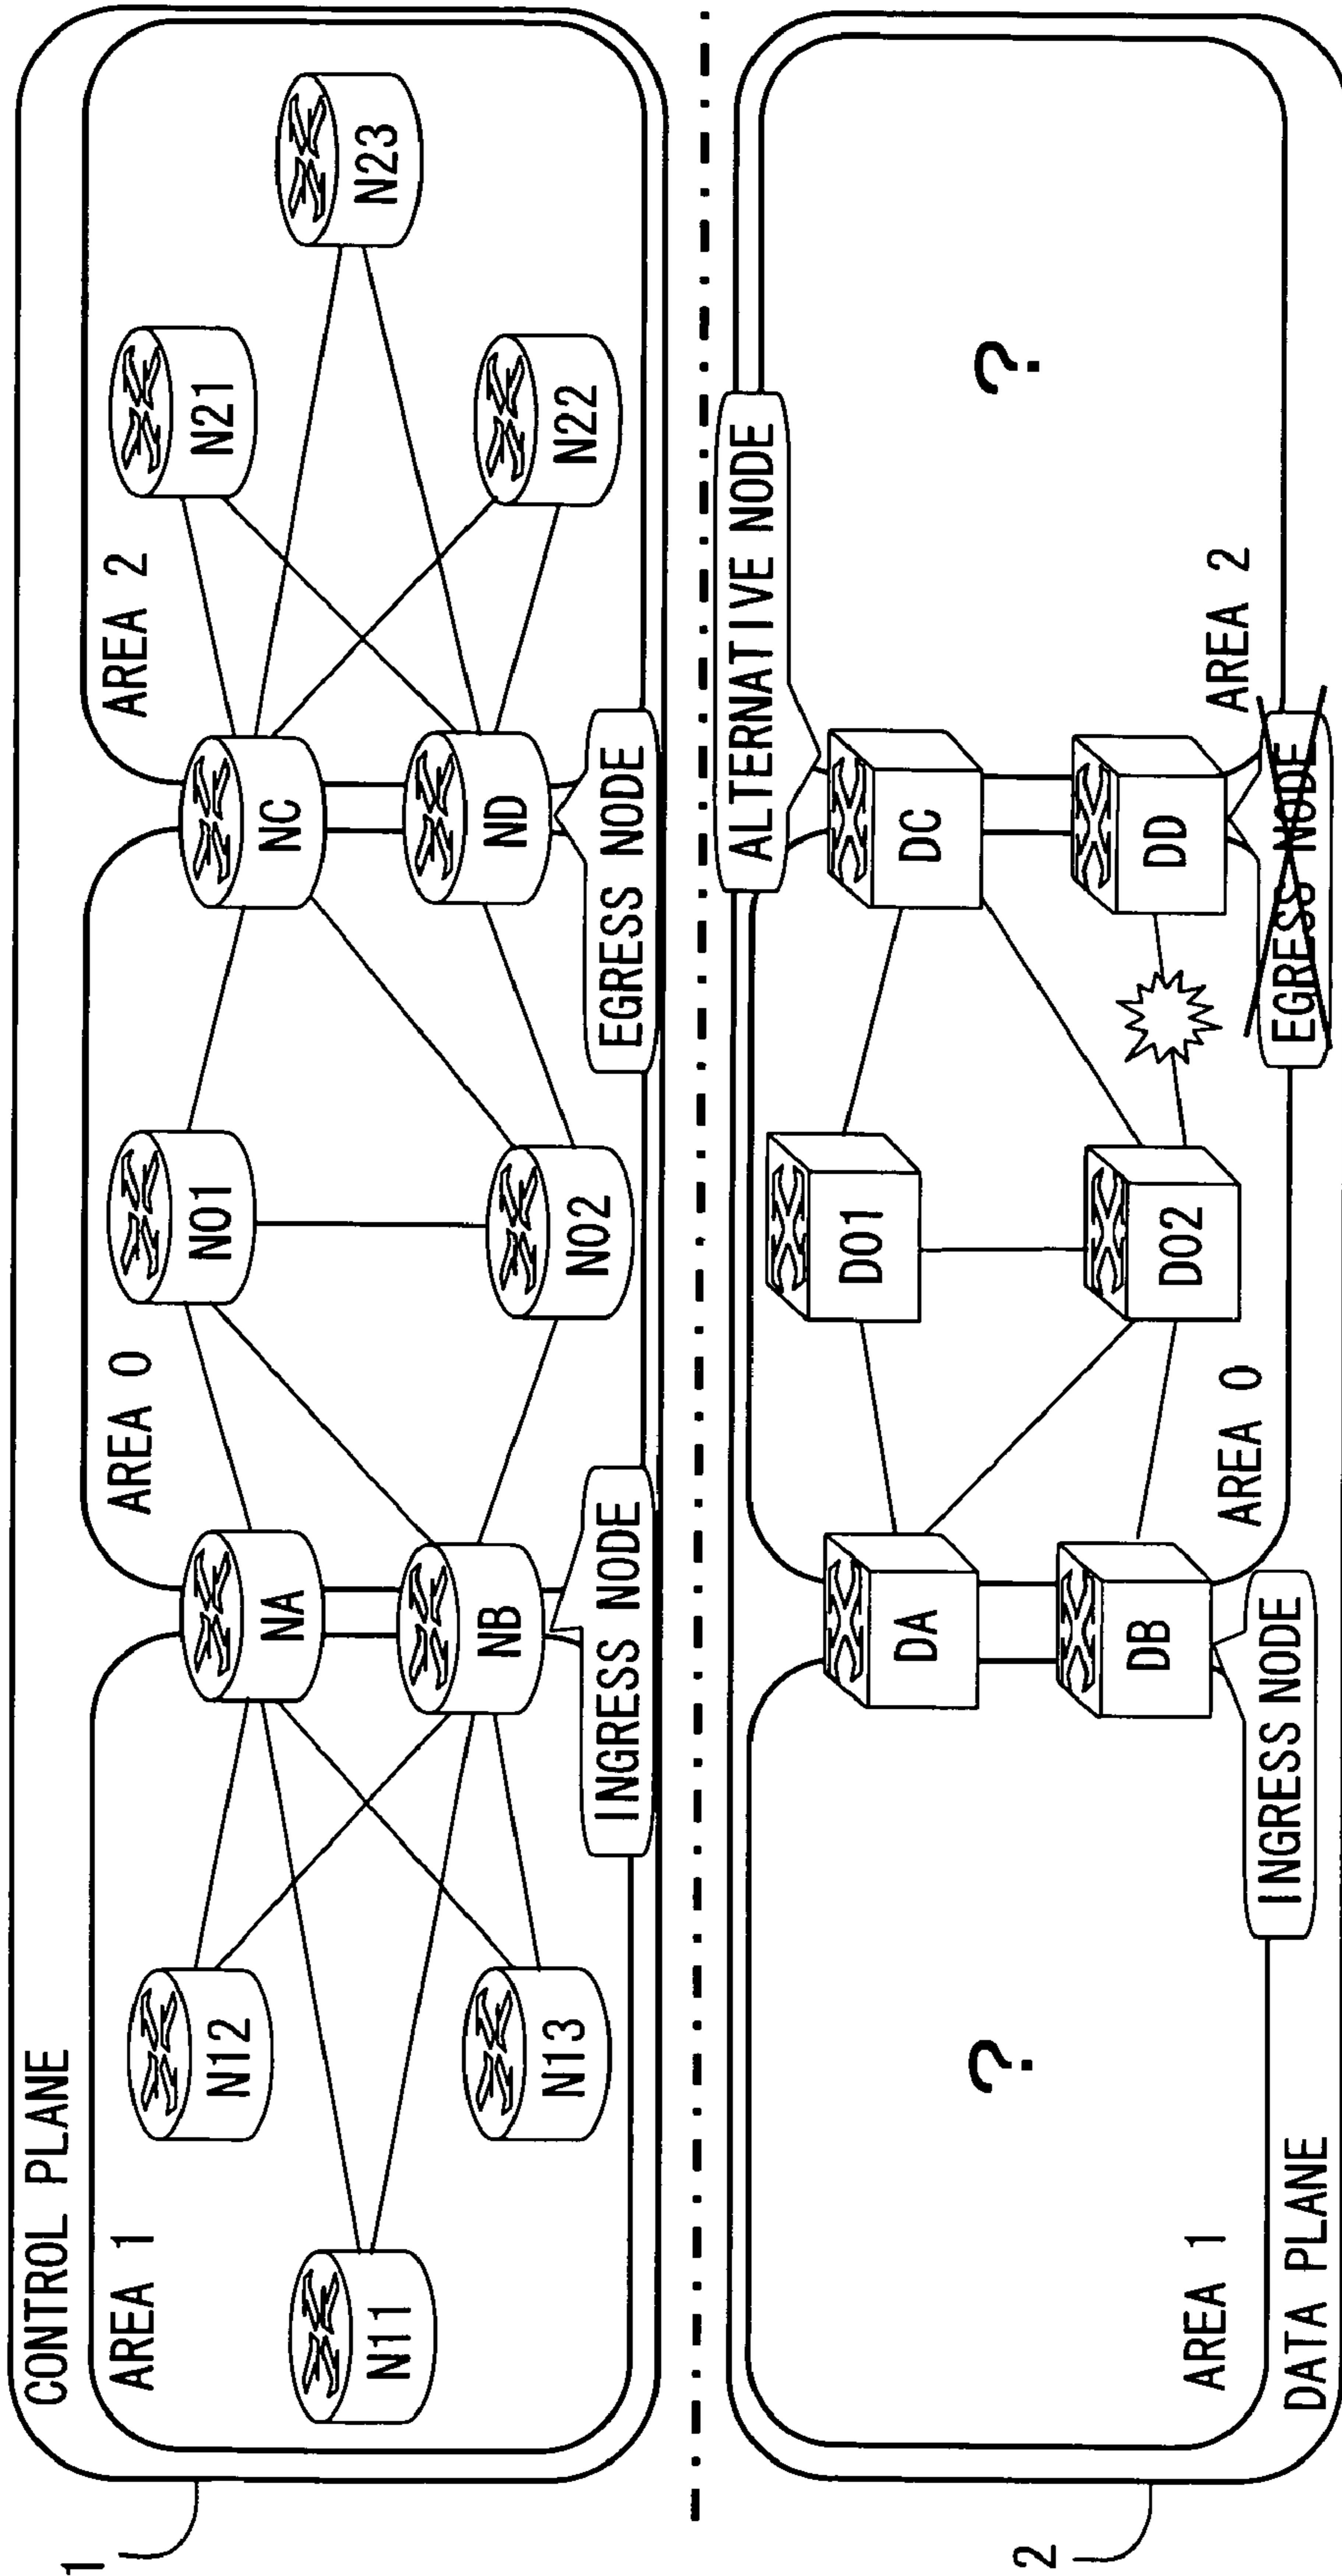 1
CONTROL PLANE
AREA 1
AREA 0
AREA 2
N11
N12
N13
NA
NB
INGRESS NODE
N01
N02
NC
ND
EGRESS NODE
N21
N22
N23
2
DATA PLANE
AREA 1
?
DA
DB
INGRESS NODE
AREA 0
D01
D02
ALTERNATIVE NODE
DC
DD
EGRESS NODE
AREA 2
?